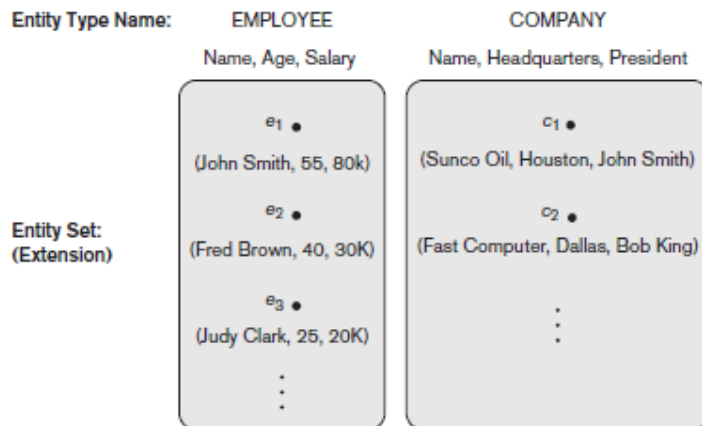 Entity Type Name: EMPLOYEE COMPANY
Name, Age, Salary Name, Headquarters, President
e1 • c1 •
(John Smith, 55, 80k) (Sunco Oil, Houston, John Smith)
e2 • c2 •
Entity Set:
(Extension) (Fred Brown, 40, 30K) (Fast Computer, Dallas, Bob King)
e3 •
(Judy Clark, 25, 20K)